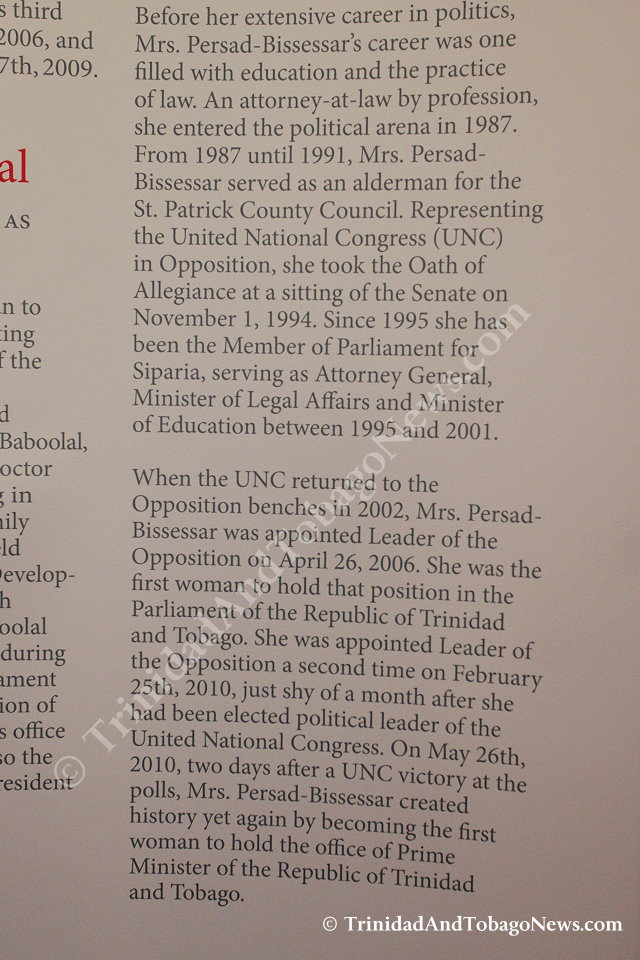 s third
2006, and
7th, 2009.
al
AS
n to
ting
f the
d
Baboolal,
octor
g in
nily
eld
Develop-
h
oolal
during
ament
ion of
s office
so the
resident
Before her extensive career in politics,
Mrs. Persad-Bissessar's career was one
filled with education and the practice
of law. An attorney-at-law by profession,
she entered the political arena in 1987.
From 1987 until 1991, Mrs. Persad-
Bissessar served as an alderman for the
St. Patrick County Council. Representing
the United National Congress (UNC)
in Opposition, she took the Oath of
Allegiance at a sitting of the Senate on
November 1, 1994. Since 1995 she has
been the Member of Parliament for
Siparia, serving as Attorney General,
Minister of Legal Affairs and Minister
of Education between 1995 and 2001.
When the UNC returned to the
Opposition benches in 2002, Mrs. Persad-
Bissessar was appointed Leader of the
Opposition on April 26, 2006. She was the
first woman to hold that position in the
Parliament of the Republic of Trinidad
and Tobago. She was appointed Leader of
the Opposition a second time on February
25th, 2010, just shy of a month after she
had been elected political leader of the
United National Congress. On May 26th,
2010, two days after a UNC victory at the
polls, Mrs. Persad-Bissessar created
history yet again by becoming the first
woman to hold the office of Prime
Minister of the Republic of Trinidad
and Tobago.
© TrinidadAndTobagoNews.com
© TrinidadAndTobagoNews.com